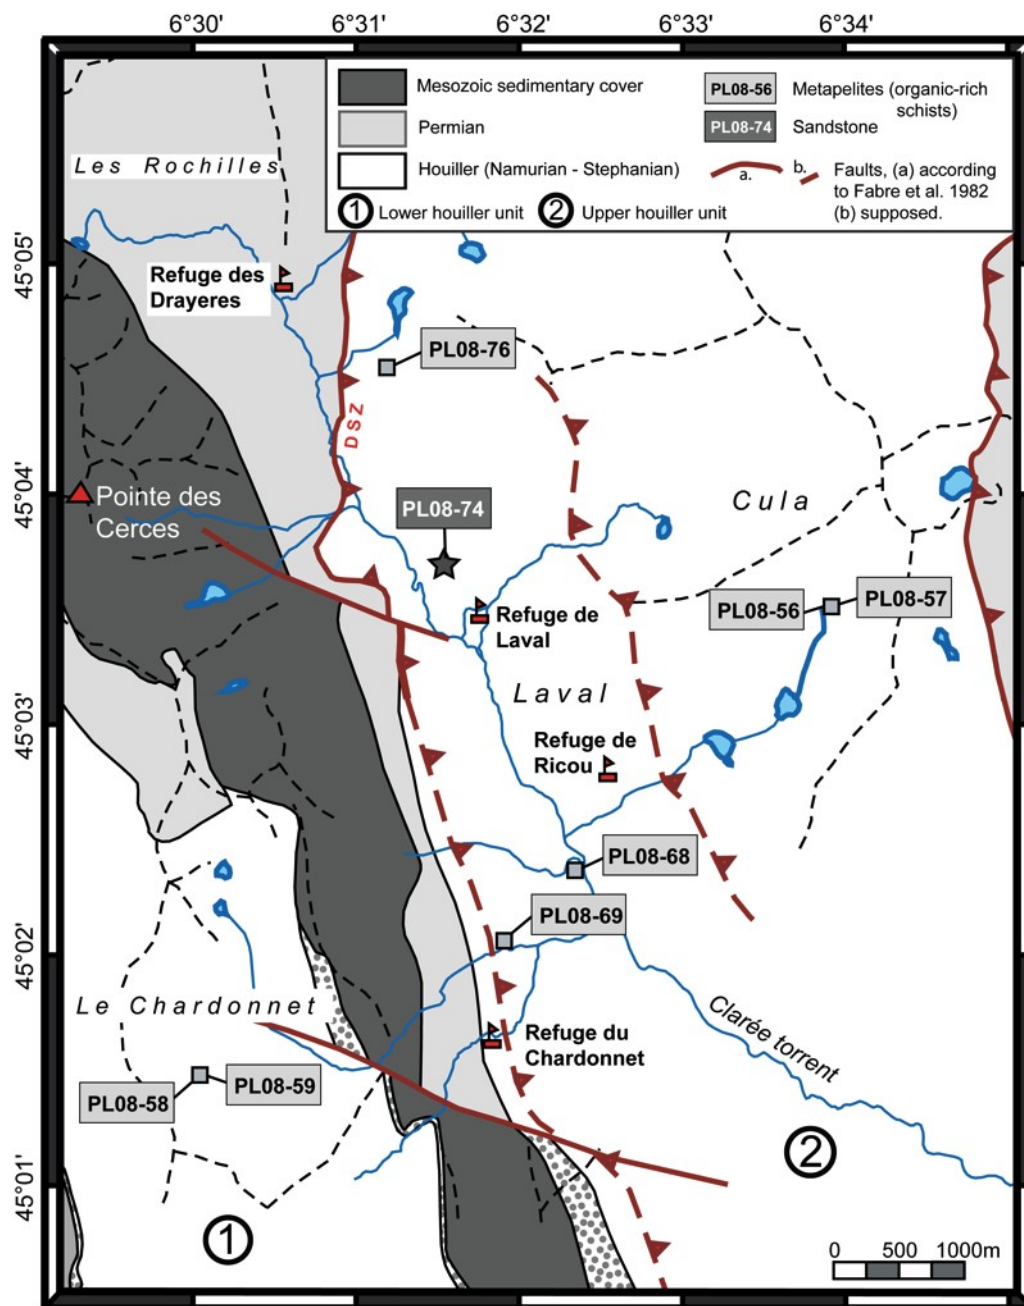 6°30' 6°31' 6°32' 6°33' 6°34'
Mesozoic sedimentary cover
Permian
Houiller (Namurian - Stephanian)
1 Lower houiller unit 2 Upper houiller unit
PL08-56 Metapelites (organic-rich
schists)
PL08-74 Sandstone
a. b. Faults, (a) according
to Fabre et al. 1982
(b) supposed.
Les Rochilles
45°05'
Refuge des
Drayeres
PL08-76
DSZ
45°04'
Pointe des
Cerces
PL08-74
Cula
PL08-56
PL08-57
Refuge de
Laval
Laval
45°03'
Refuge de
Ricou
PL08-68
PL08-69
45°02'
Le Chardonnet
Refuge du
Chardonnet
Clarée torrent
PL08-58
PL08-59
45°01'
1
2
0 500 1000m